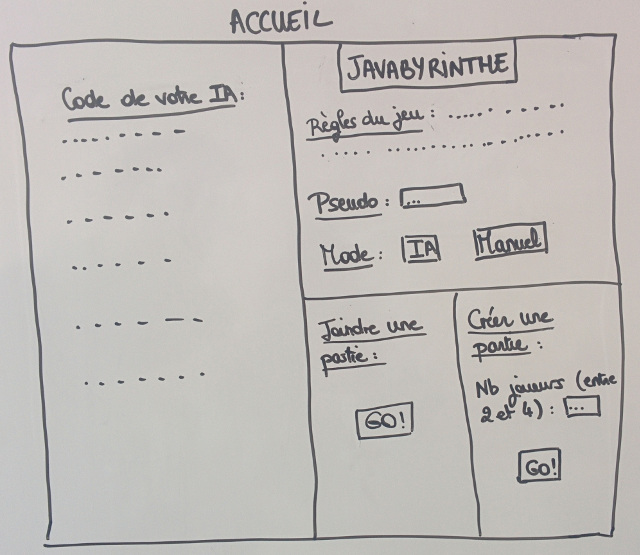 ACCUEIL
Code de votre IA:
JAVABYRINTHE
Règles du jeu :
Pseudo : ...
Mode : IA Manuel
Joindre une
partie :
GO!
Créer une
partie :
Nb joueurs (entre
2 et 4) : ...
GO!